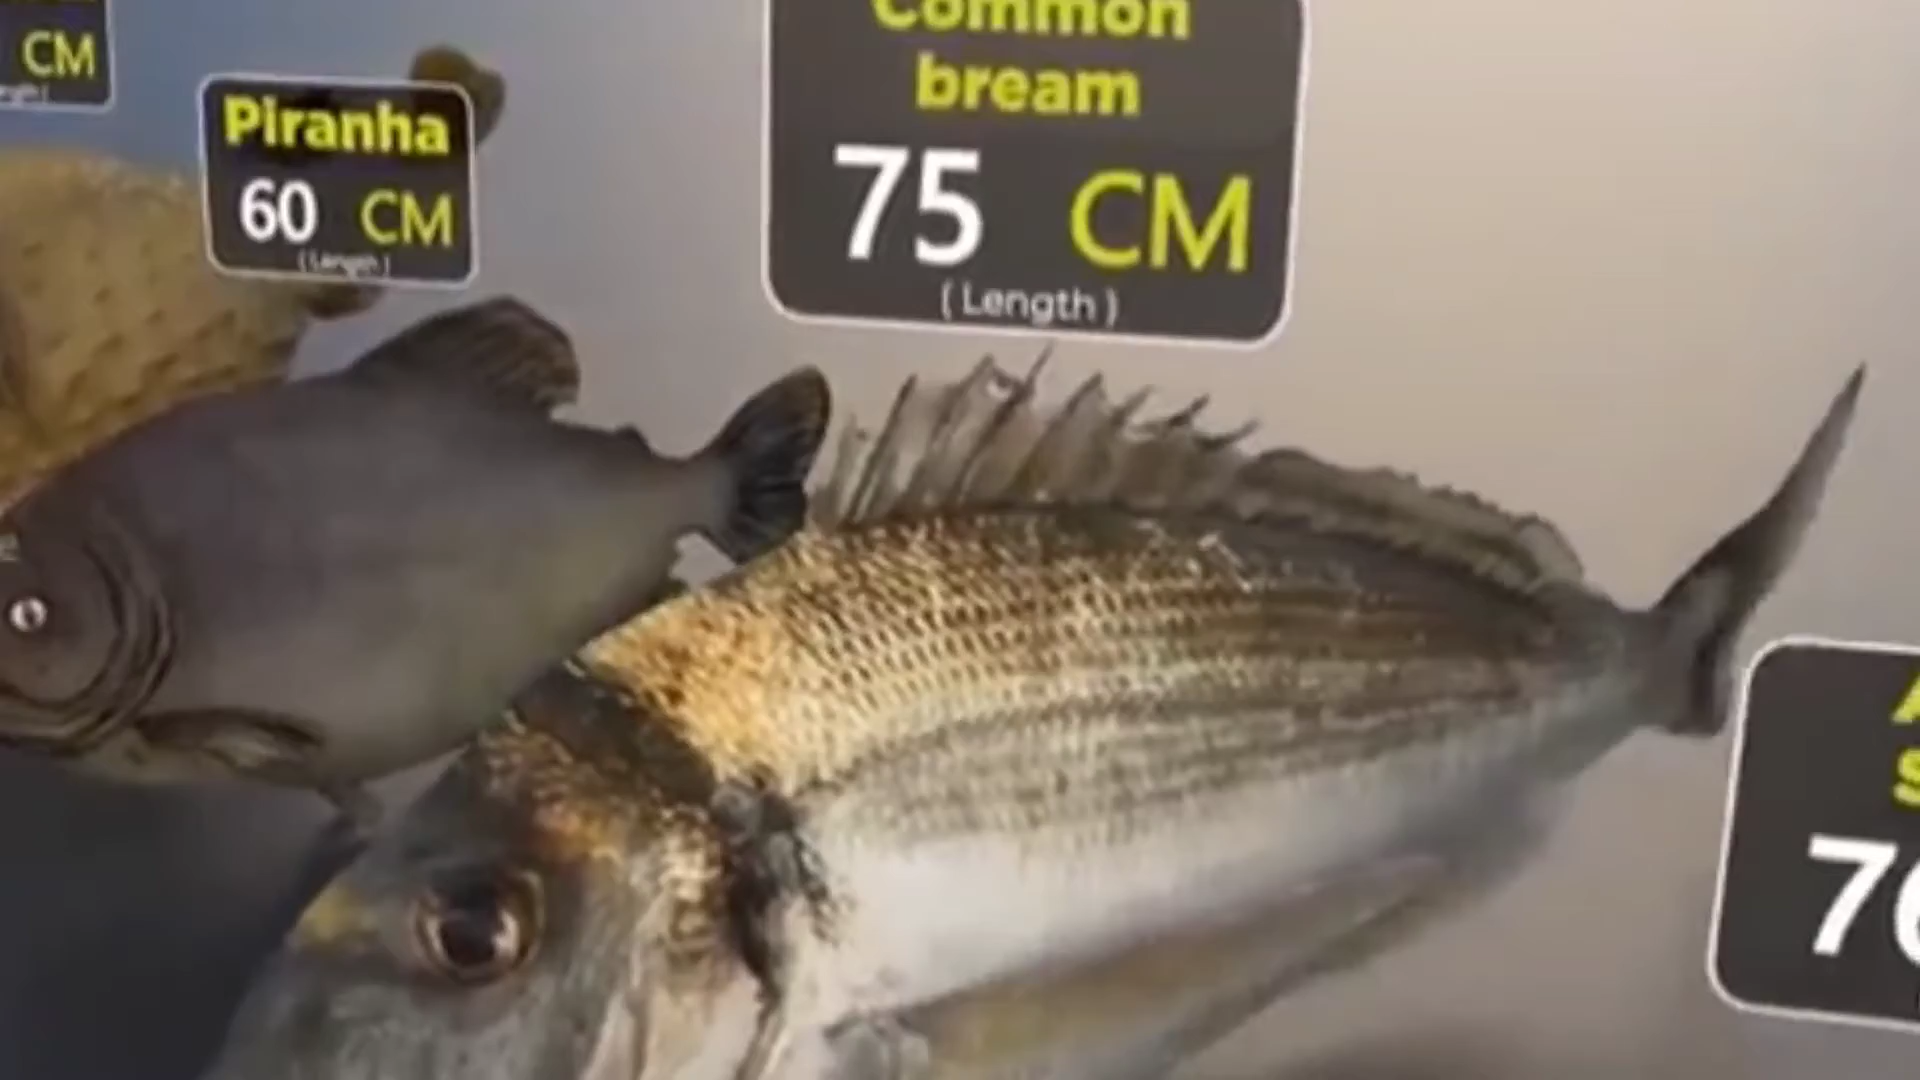 CM
Piranha
60 CM
(Length)
Common
bream
75 CM
(Length)